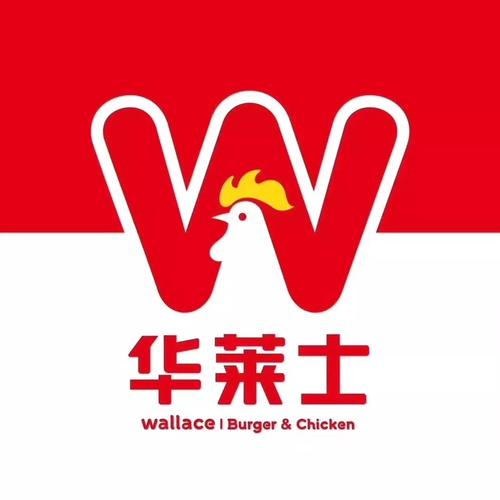 W
华莱士
wallace | Burger & Chicken